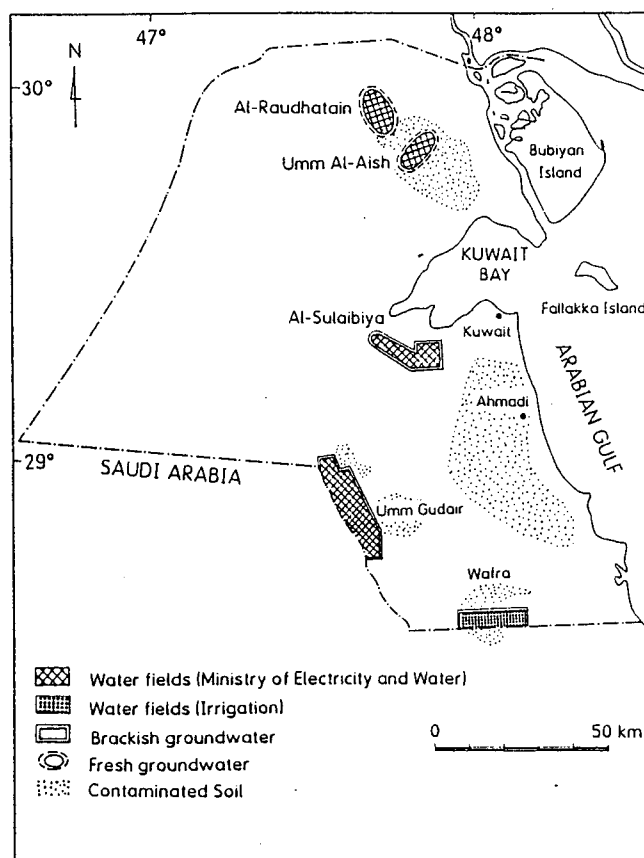 47°
48°
N
30°
Al-Raudhatain
Umm Al-Aish
Bubiyan
Island
KUWAIT
BAY
Fallakka Island
Al-Sulaibiya
Kuwait
ARABIAN GULF
Ahmadi
29°
SAUDI ARABIA
Umm Gudair
Wafra
Water fields (Ministry of Electricity and Water)
Water fields (Irrigation)
Brackish groundwater
0 50 km
Fresh groundwater
Contaminated Soil